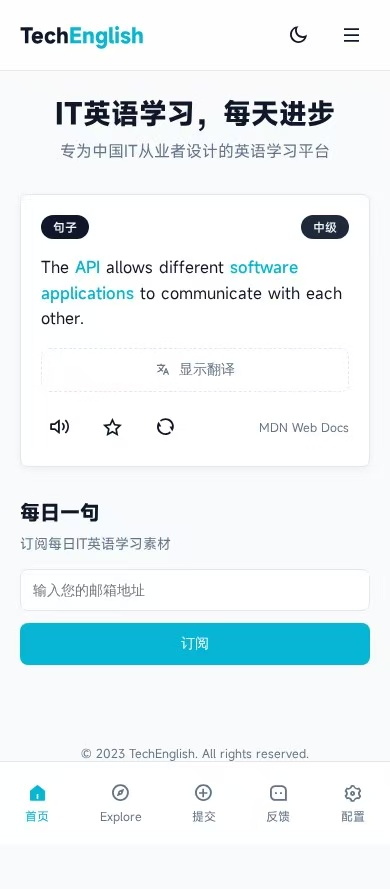 TechEnglish
IT英语学习，每天进步
专为中国IT从业者设计的英语学习平台
句子 中级
The API allows different software
applications to communicate with each
other.
显示翻译
MDN Web Docs
每日一句
订阅每日IT英语学习素材
输入您的邮箱地址
订阅
© 2023 TechEnglish. All rights reserved.
首页 Explore 提交 反馈 配置